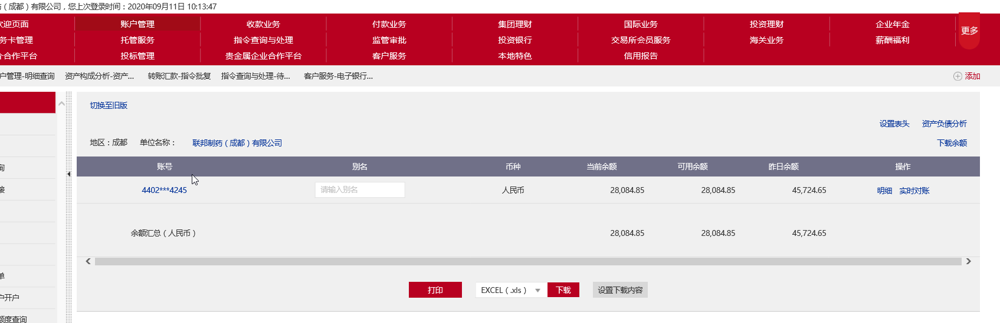 （成都）有限公司，您上次登录时间：2020年09月11日 10:13:47
欢迎页面 账户管理 收款业务 付款业务 集团理财 国际业务 投资理财 企业年金 更多
务卡管理 托管服务 指令查询与处理 监管审批 投资银行 交易所会员服务 海关业务 薪酬福利
合作平台 投标管理 贵金属企业合作平台 客户服务 本地特色 信用报告
户管理-明细查询 资产构成分析-资产... 转账汇款-指令批复 指令查询与处理-待... 客户服务-电子银行... 添加
切换至旧版
设置表头 资产负债分析
地区：成都 单位名称： 联邦制药（成都）有限公司 下载余额
账号 别名 币种 当前余额 可用余额 昨日余额 操作
4402***4245 请输入别名 人民币 28,084.85 28,084.85 45,724.65 明细 实时对账
余额汇总（人民币） 28,084.85 28,084.85 45,724.65
打印 EXCEL（.xls） 下载 设置下载内容
询
接
单
户开户
额度查询